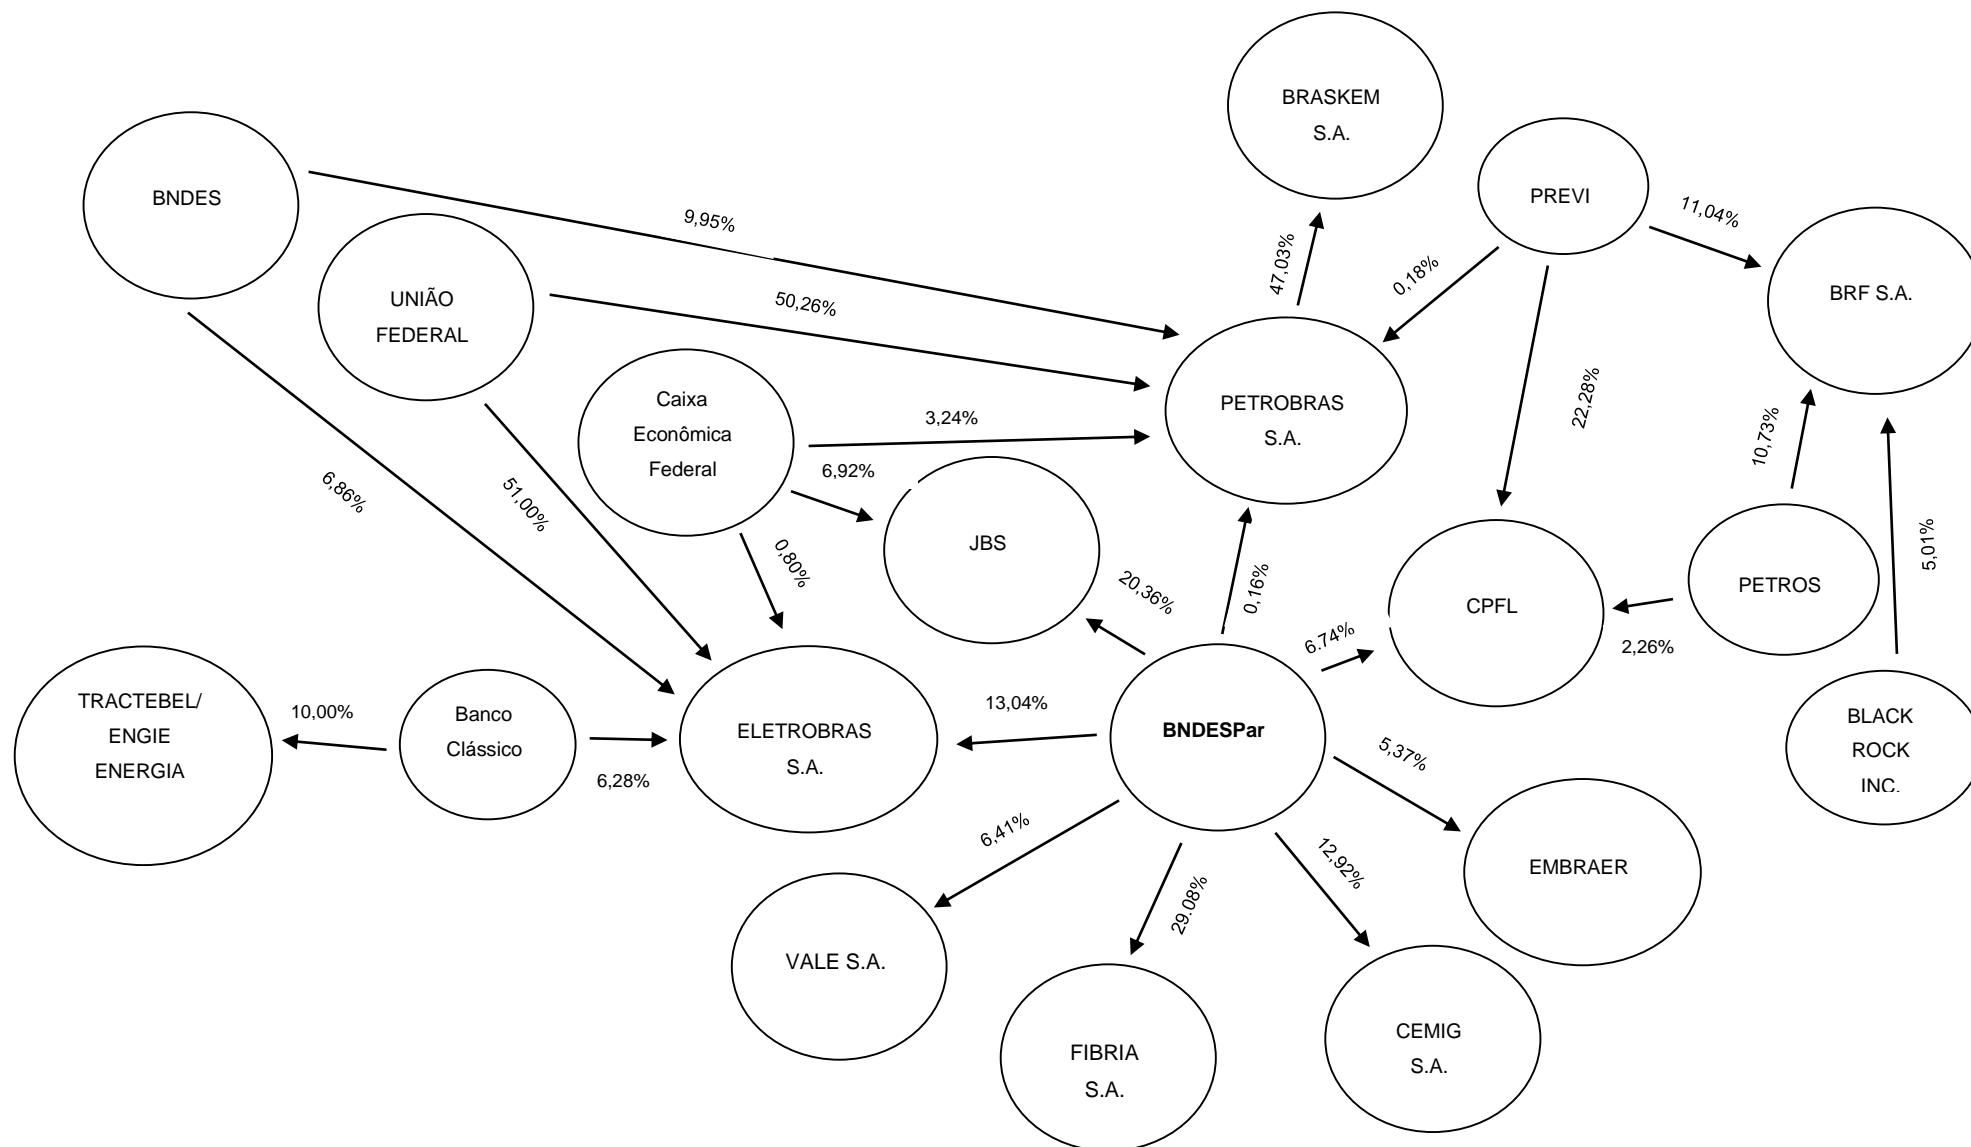 BRASKEM
S.A.
BNDES
PREVI
11,04%
9,95%
47,03%
0,18%
UNIÃO
FEDERAL
50,26%
BRF S.A.
Caixa
Econômica
Federal
3,24%
PETROBRAS
S.A.
22,28%
10,73%
6,92%
6,86%
51,00%
0,80%
JBS
20,36%
0,16%
CPFL
PETROS
5,01%
6.74%
2,26%
TRACTEBEL/
ENGIE
ENERGIA
10,00%
Banco
Clássico
6,28%
ELETROBRAS
S.A.
13,04%
BNDESPar
BLACK
ROCK
INC.
5,37%
6,41%
29.08%
12,92%
EMBRAER
VALE S.A.
FIBRIA
S.A.
CEMIG
S.A.